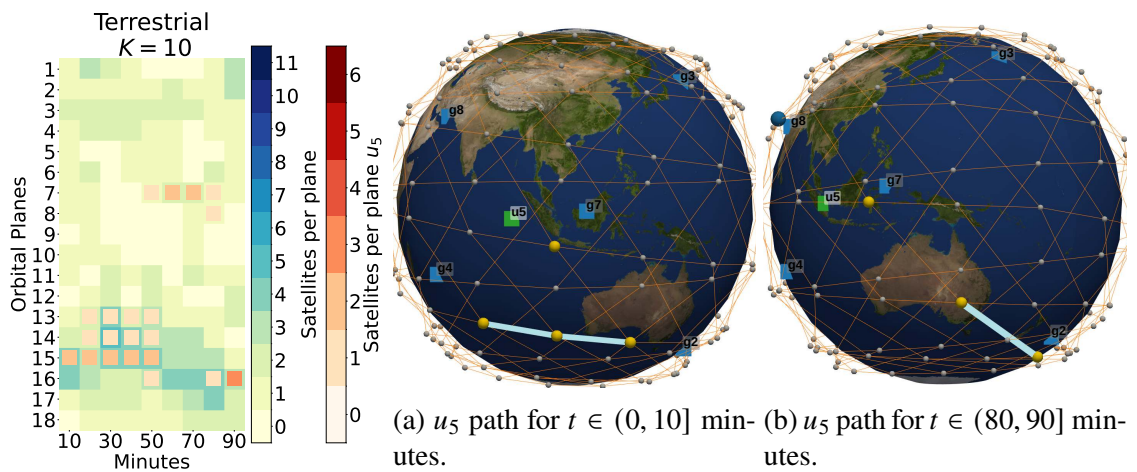 Terrestrial
K = 10
Orbital Planes
1
2
3
4
5
6
7
8
9
10
11
12
13
14
15
16
17
18
10
30
50
70
90
Minutes
11
10
9
8
7
6
5
4
3
2
1
0
Satellites per plane
6
5
4
3
2
1
0
Satellites per plane u₅
g3
g8
u5
g7
g4
g2
(a) u₅ path for t ∈ (0, 10] min-
utes.
g3
g8
g7
u5
g4
g2
(b) u₅ path for t ∈ (80, 90] min-
utes.